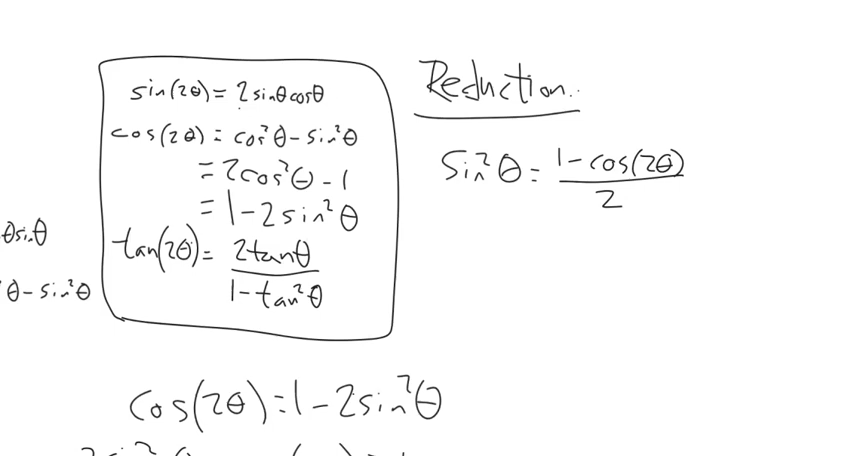 sin(2θ) = 2sinθcosθ
cos(2θ) = cos²θ - sin²θ
= 2cos²θ - 1
= 1 - 2sin²θ
tan(2θ) = 2tanθ / 1 - tan²θ
Reduction..
Sin²θ = 1 - cos(2θ) / 2
θsinθ
θ - sin²θ
Cos(2θ) = 1 - 2sin²θ